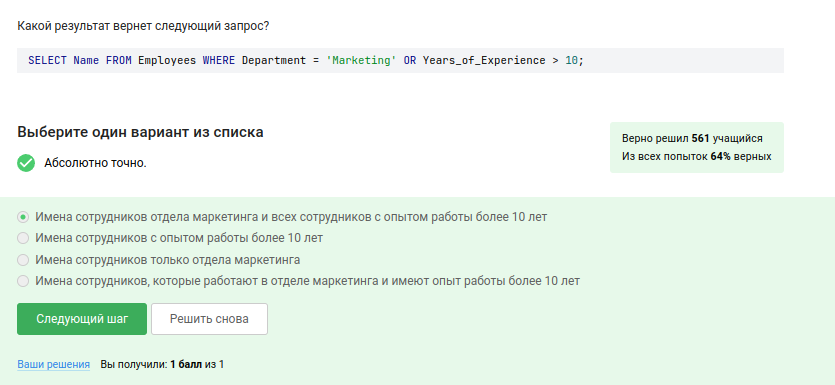 Какой результат вернет следующий запрос?
SELECT Name FROM Employees WHERE Department = 'Marketing' OR Years_of_Experience > 10;
Выберите один вариант из списка
Абсолютно точно.
Верно решил 561 учащийся
Из всех попыток 64% верных
Имена сотрудников отдела маркетинга и всех сотрудников с опытом работы более 10 лет
Имена сотрудников с опытом работы более 10 лет
Имена сотрудников только отдела маркетинга
Имена сотрудников, которые работают в отделе маркетинга и имеют опыт работы более 10 лет
Следующий шаг
Решить снова
Ваши решения Вы получили: 1 балл из 1